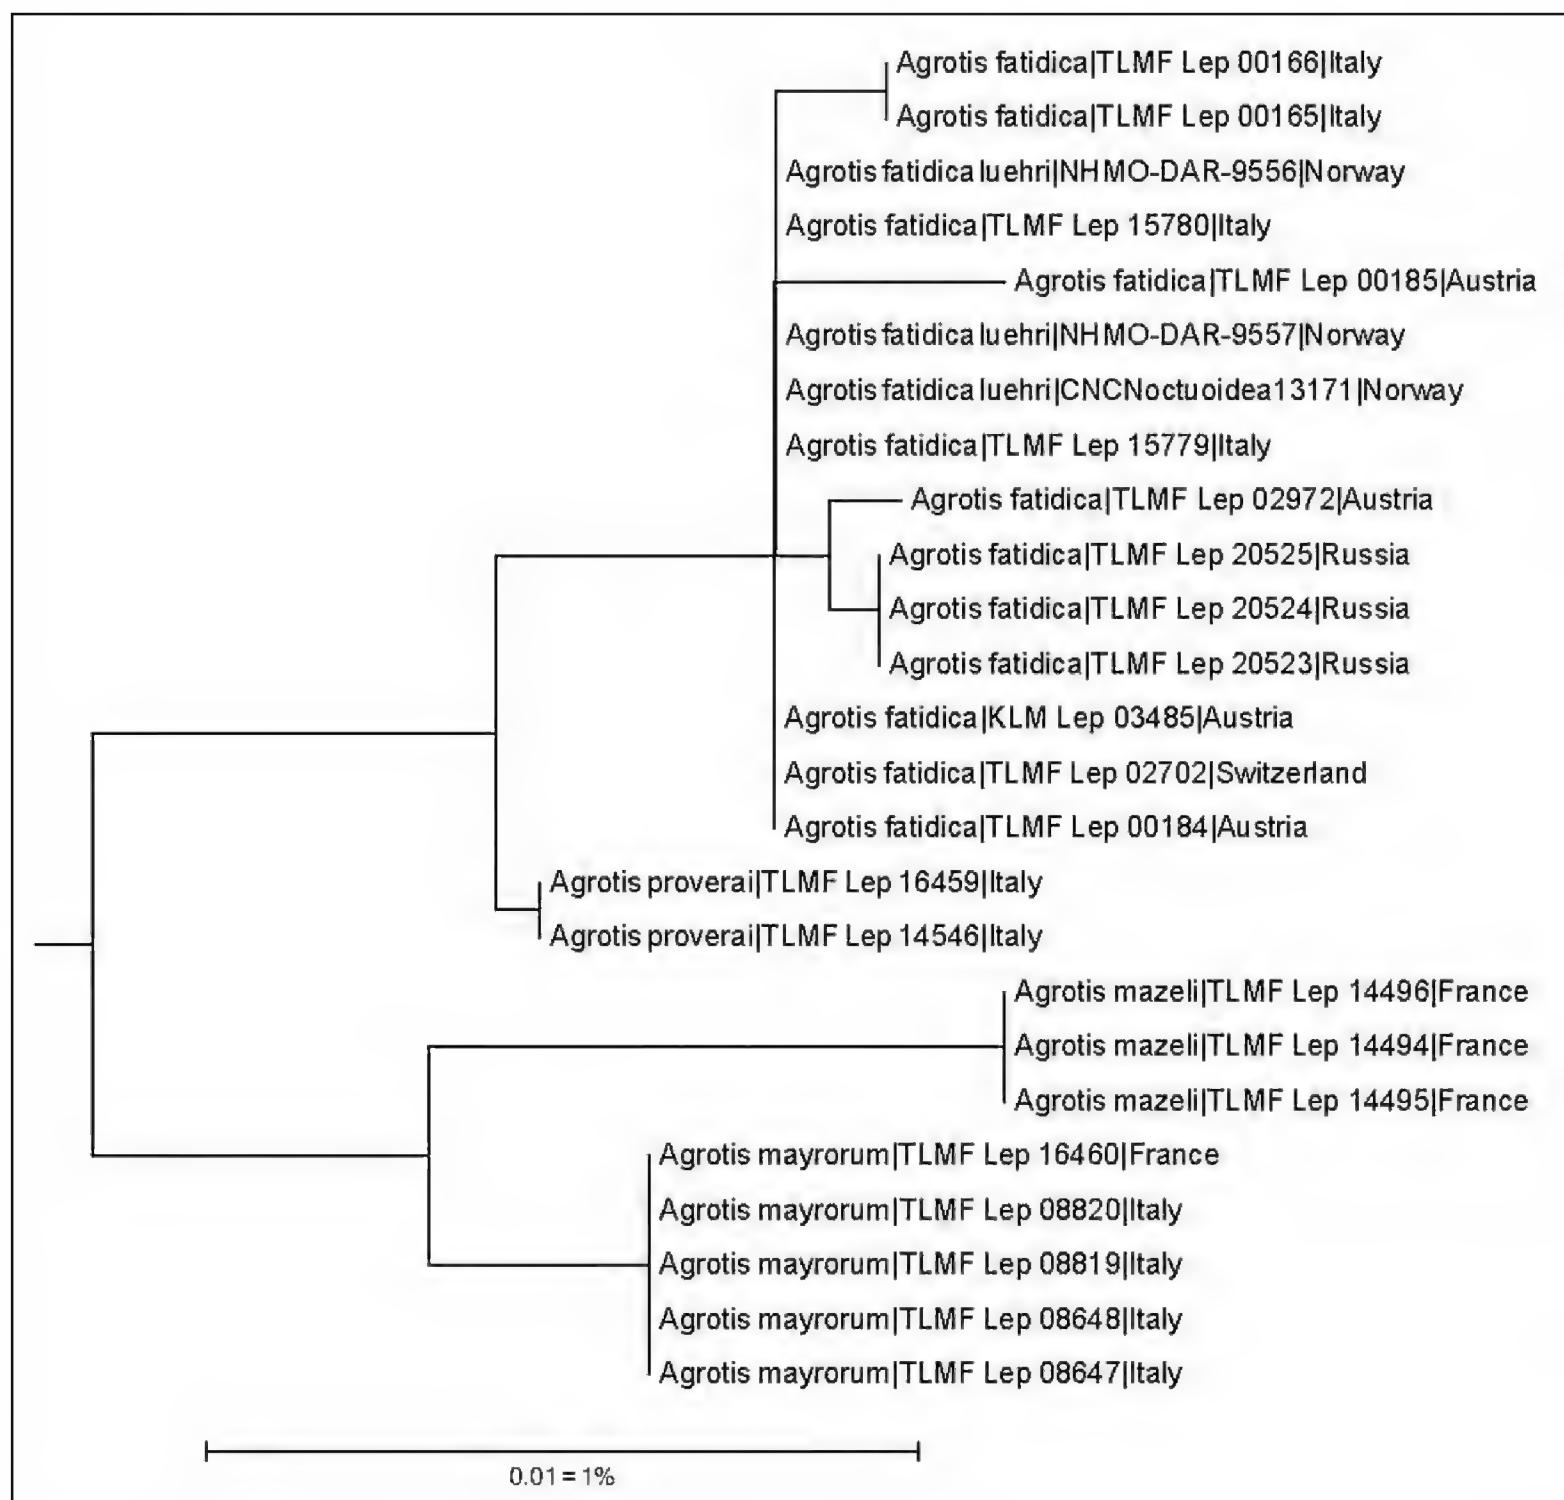 Agrotis fatidica|TLMF Lep 00166|Italy
Agrotis fatidica|TLMF Lep 00165|Italy
Agrotis fatidica luehri|NHMO-DAR-9556|Norway
Agrotis fatidica|TLMF Lep 15780|Italy
Agrotis fatidica|TLMF Lep 00185|Austria
Agrotis fatidica luehri|NHMO-DAR-9557|Norway
Agrotis fatidica luehri|CNCNoctuoidea13171|Norway
Agrotis fatidica|TLMF Lep 15779|Italy
Agrotis fatidica|TLMF Lep 02972|Austria
Agrotis fatidica|TLMF Lep 20525|Russia
Agrotis fatidica|TLMF Lep 20524|Russia
Agrotis fatidica|TLMF Lep 20523|Russia
Agrotis fatidica|KLM Lep 03485|Austria
Agrotis fatidica|TLMF Lep 02702|Switzerland
Agrotis fatidica|TLMF Lep 00184|Austria
Agrotis proverai|TLMF Lep 16459|Italy
Agrotis proverai|TLMF Lep 14546|Italy
Agrotis mazeli|TLMF Lep 14496|France
Agrotis mazeli|TLMF Lep 14494|France
Agrotis mazeli|TLMF Lep 14495|France
Agrotis mayrorum|TLMF Lep 16460|France
Agrotis mayrorum|TLMF Lep 08820|Italy
Agrotis mayrorum|TLMF Lep 08819|Italy
Agrotis mayrorum|TLMF Lep 08648|Italy
Agrotis mayrorum|TLMF Lep 08647|Italy
0.01 = 1%